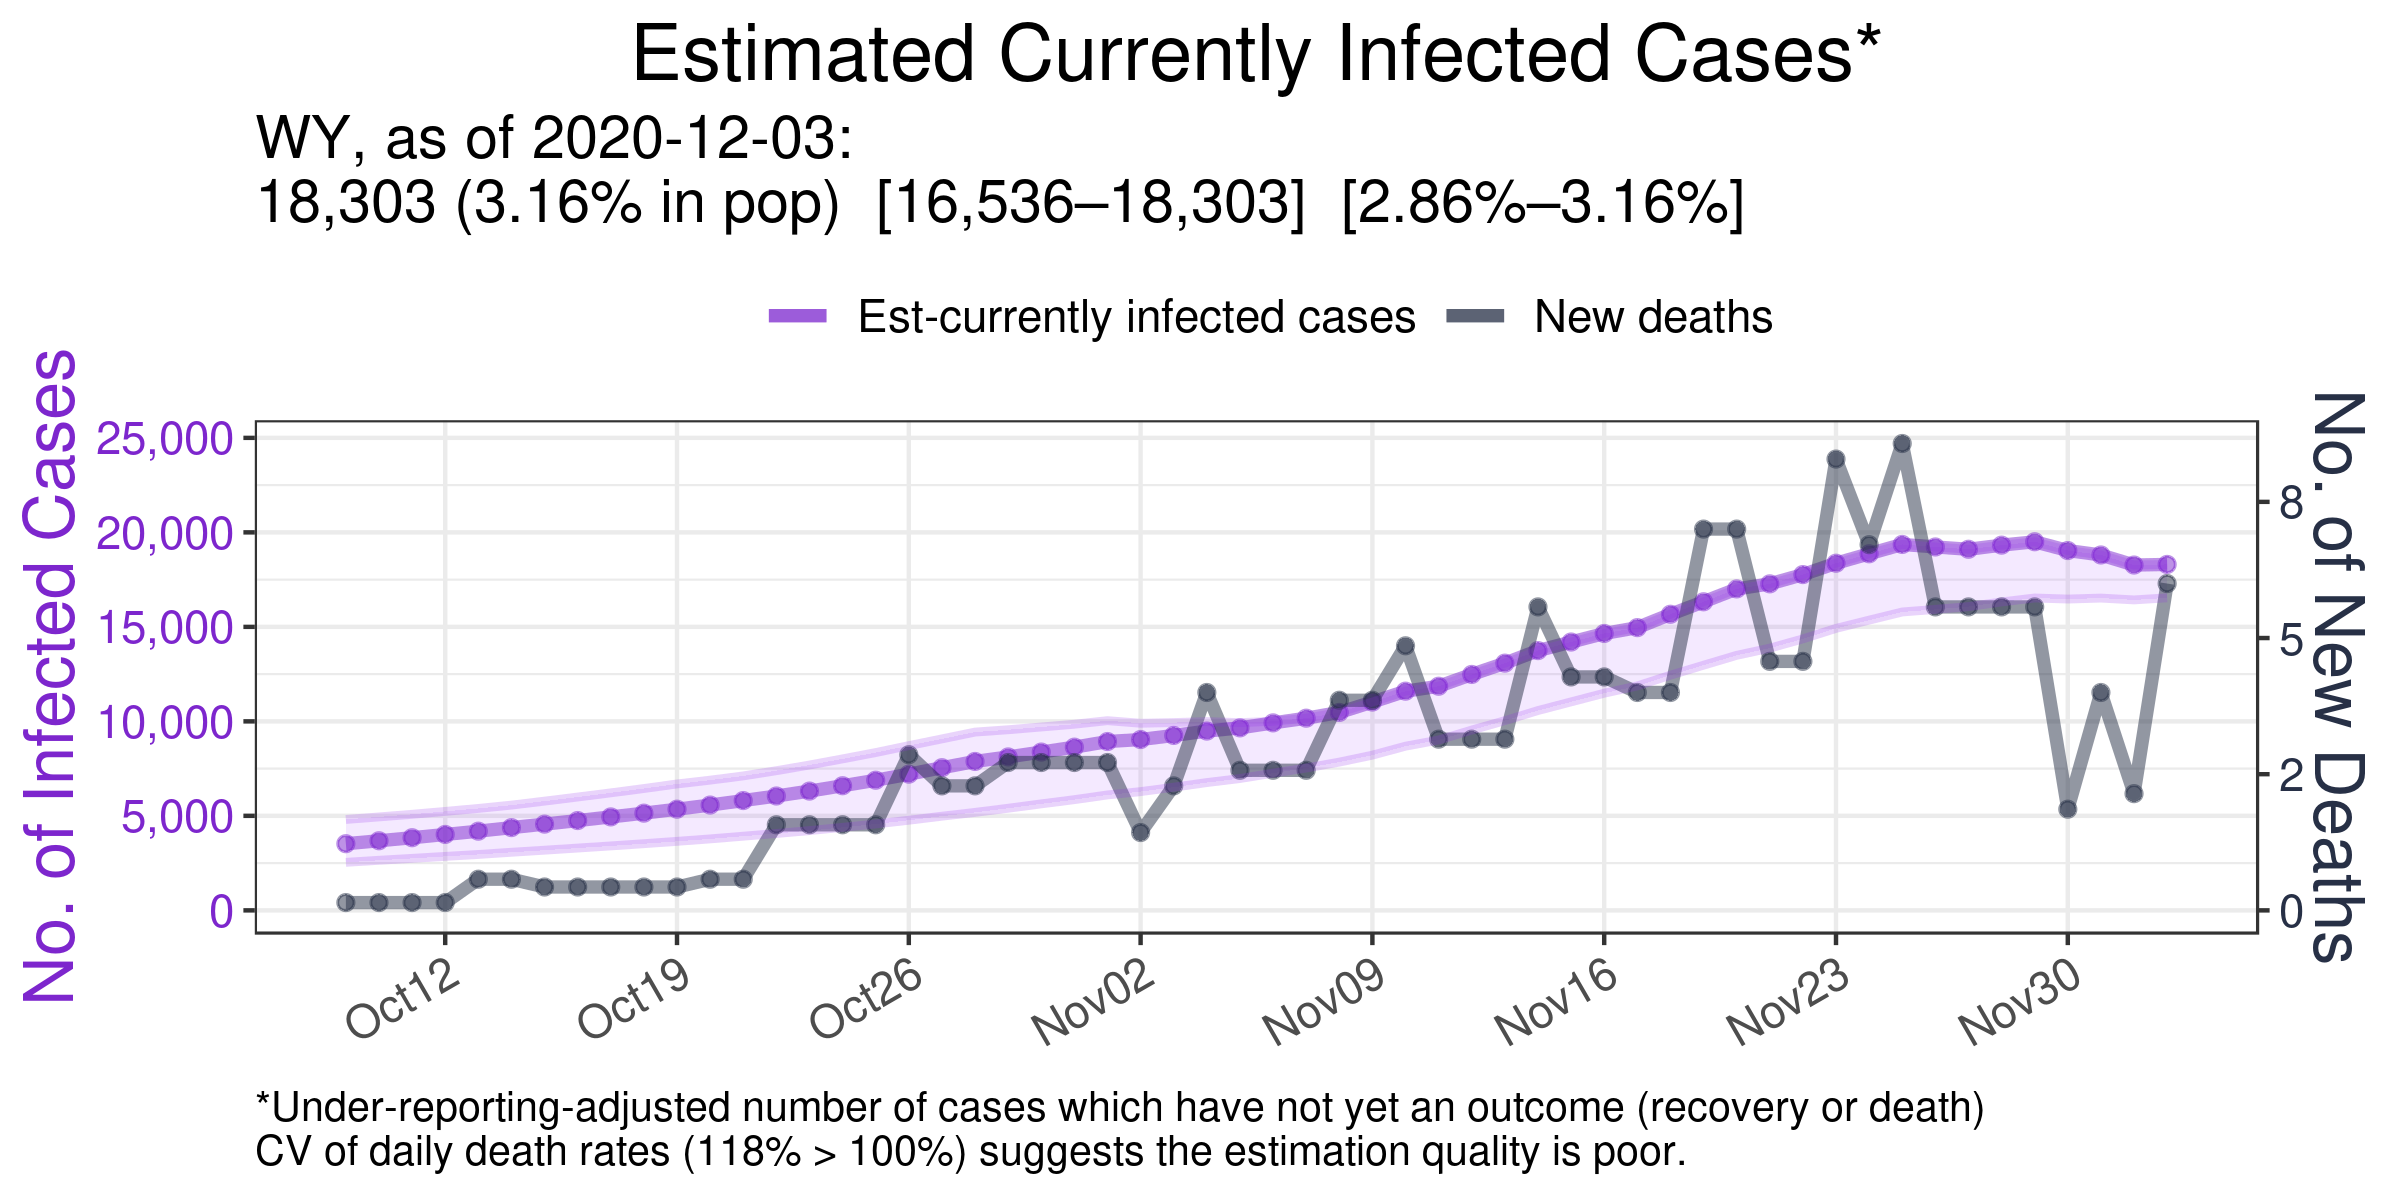 Estimated Currently Infected Cases*
WY, as of 2020-12-03:
18,303 (3.16% in pop)  [16,536–18,303]  [2.86%–3.16%]
Est-currently infected cases
New deaths
No. of Infected Cases
25,000
20,000
15,000
10,000
5,000
0
8
5
2
0
No. of New Deaths
Oct12
Oct19
Oct26
Nov02
Nov09
Nov16
Nov23
Nov30
*Under-reporting-adjusted number of cases which have not yet an outcome (recovery or death)
CV of daily death rates (118% > 100%) suggests the estimation quality is poor.